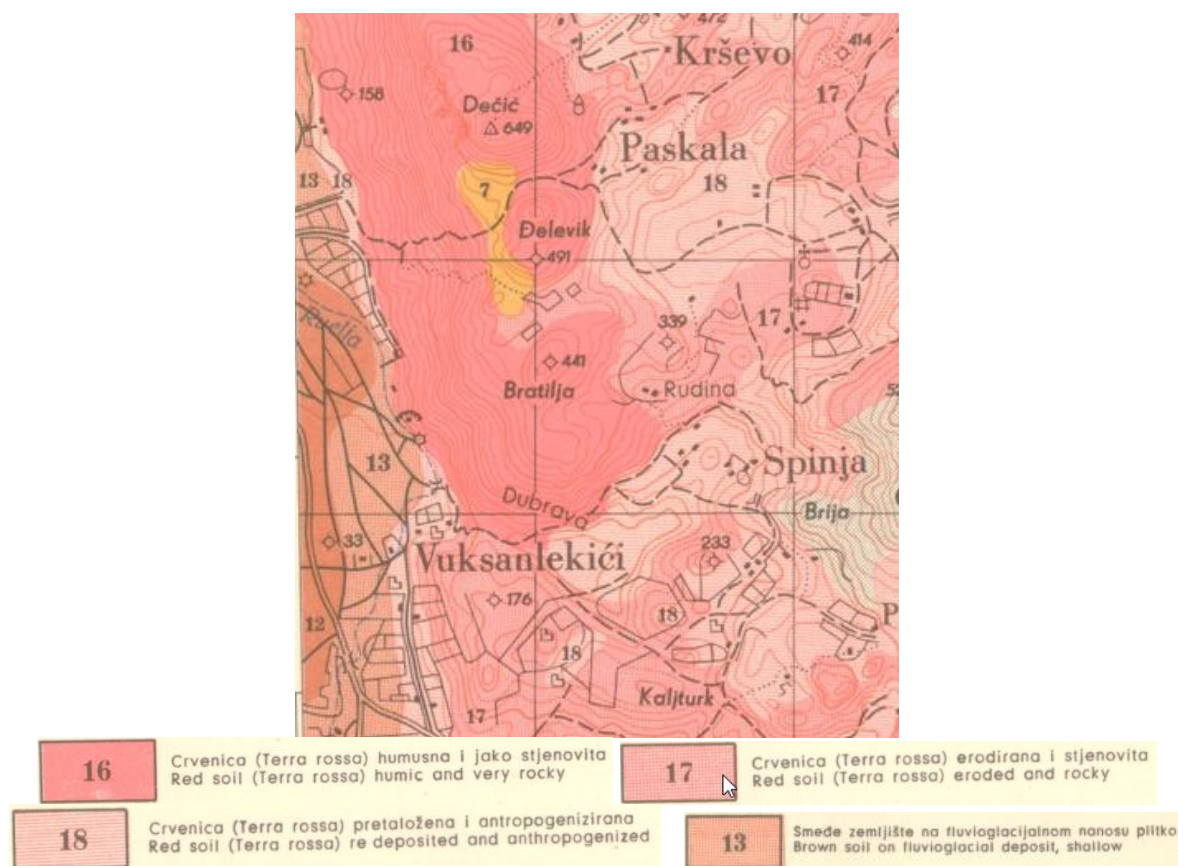 472
414
16
Krševo
17
158
Dečić
649
Paskala
13 18
7
18
Đelevik
491
339
17
441
Bratilja
Rudina
13
Spinja
Dubrava
Brija
33
233
Vuksanlekići
176
18
12
18
17
Kaljturk
16
Crvenica (Terra rossa) humusna i jako stjenovita
Red soil (Terra rossa) humic and very rocky
17
Crvenica (Terra rossa) erodirana i stjenovita
Red soil (Terra rossa) eroded and rocky
18
Crvenica (Terra rossa) pretaložena i antropogenizirana
Red soil (Terra rossa) re deposited and anthropogenized
13
Smeđe zemljište na fluvioglacijalnom nanosu plitko
Brown soil on fluvioglacial deposit, shallow